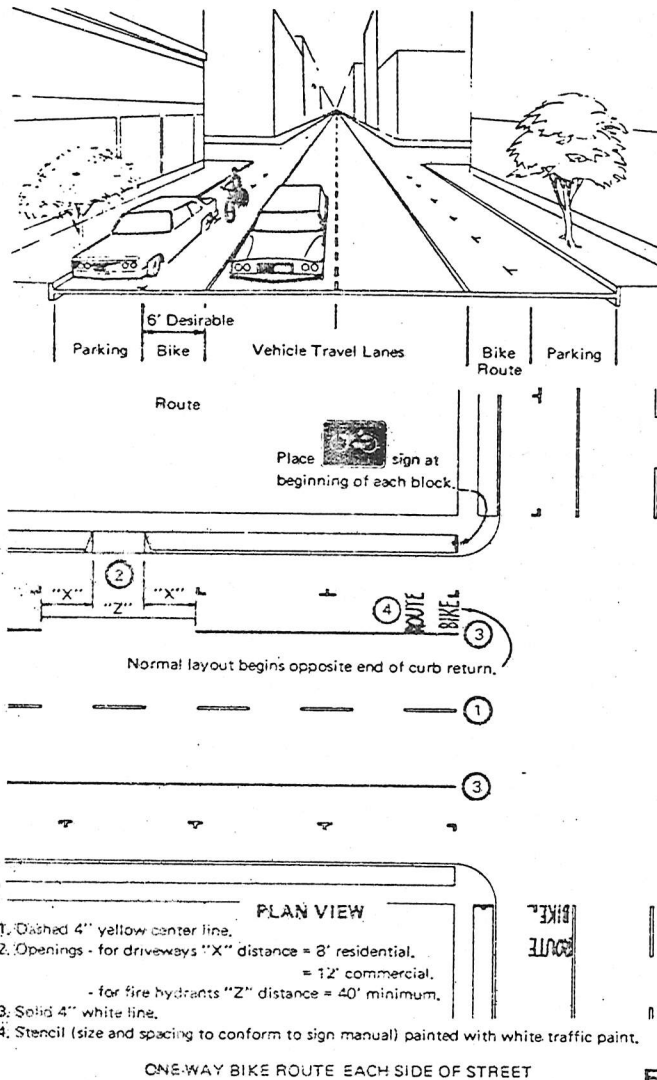 6' Desirable
Parking Bike Vehicle Travel Lanes Bike Parking
Route
Route
Place sign at
beginning of each block.
2
"X" "X"
"Z"
4 ROUTE BIKE
3
Normal layout begins opposite end of curb return.
1
3
PLAN VIEW
BIKE
ROUTE
1. Dashed 4" yellow center line.
2. Openings - for driveways "X" distance = 8' residential.
= 12' commercial.
- for fire hydrants "Z" distance = 40' minimum.
3. Solid 4" white line.
4. Stencil (size and spacing to conform to sign manual) painted with white traffic paint.
ONE-WAY BIKE ROUTE EACH SIDE OF STREET